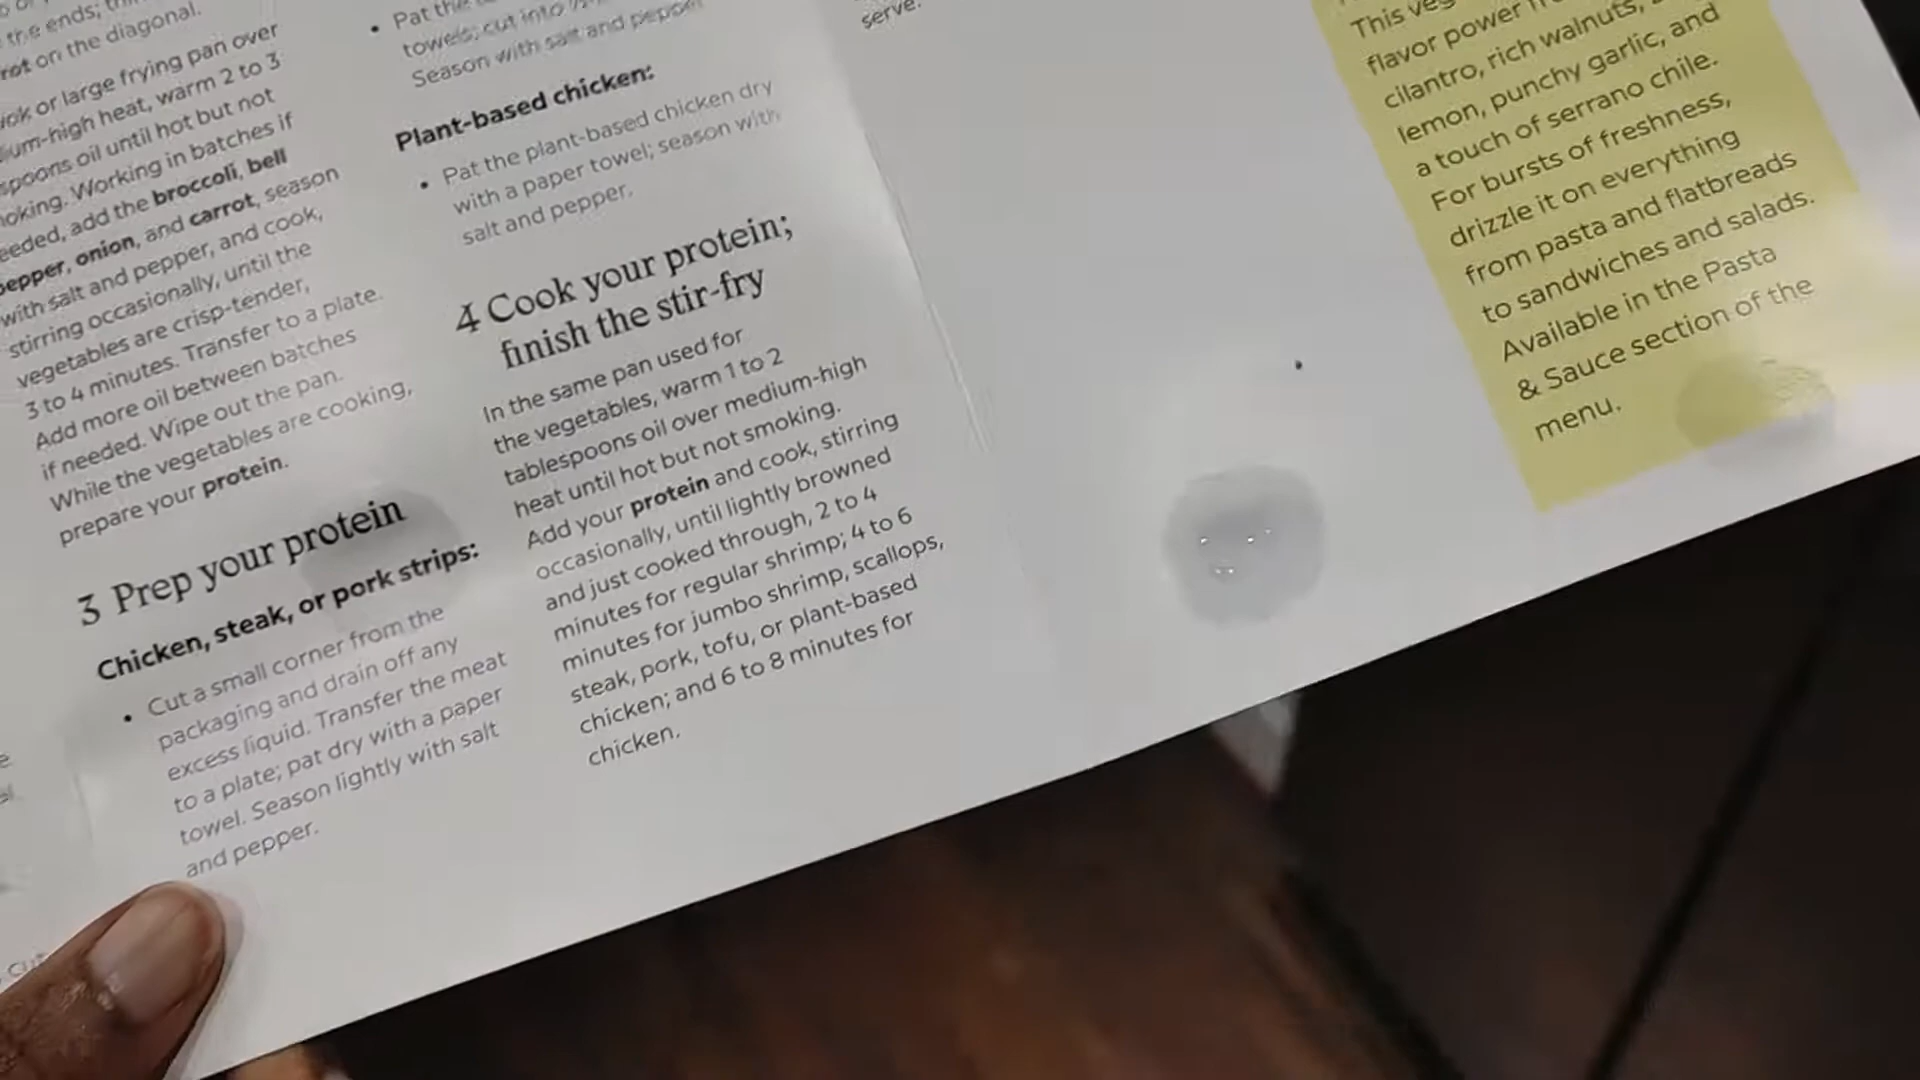 the ends;
on the diagonal.
or large frying pan over
heat, warm 2 to 3
spoons oil until hot but not
Working in batches if
add the broccoli, bell
pepper, onion, and carrot, season
with salt and pepper, and cook,
stirring occasionally, until the
vegetables are crisp-tender,
3 to 4 minutes. Transfer to a plate.
Add more oil between batches
if needed. Wipe out the pan.
While the vegetables are cooking,
prepare your protein.
3 Prep your protein
Chicken, steak, or pork strips:
• Cut a small corner from the
packaging and drain off any
excess liquid. Transfer the meat
to a plate; pat dry with a paper
towel. Season lightly with salt
and pepper.
• Pat the
towels; cut into
Season with salt and pepper
Plant-based chicken:
• Pat the plant-based chicken dry
with a paper towel; season with
salt and pepper.
4 Cook your protein;
finish the stir-fry
In the same pan used for
the vegetables, warm 1 to 2
tablespoons oil over medium-high
heat until hot but not smoking.
Add your protein and cook, stirring
occasionally, until lightly browned
and just cooked through, 2 to 4
minutes for regular shrimp; 4 to 6
minutes for jumbo shrimp, scallops,
steak, pork, tofu, or plant-based
chicken; and 6 to 8 minutes for
chicken.
serve.
This
flavor power
cilantro, rich walnuts,
lemon, punchy garlic, and
a touch of serrano chile.
For bursts of freshness,
drizzle it on everything
from pasta and flatbreads
to sandwiches and salads.
Available in the Pasta
& Sauce section of the
menu.